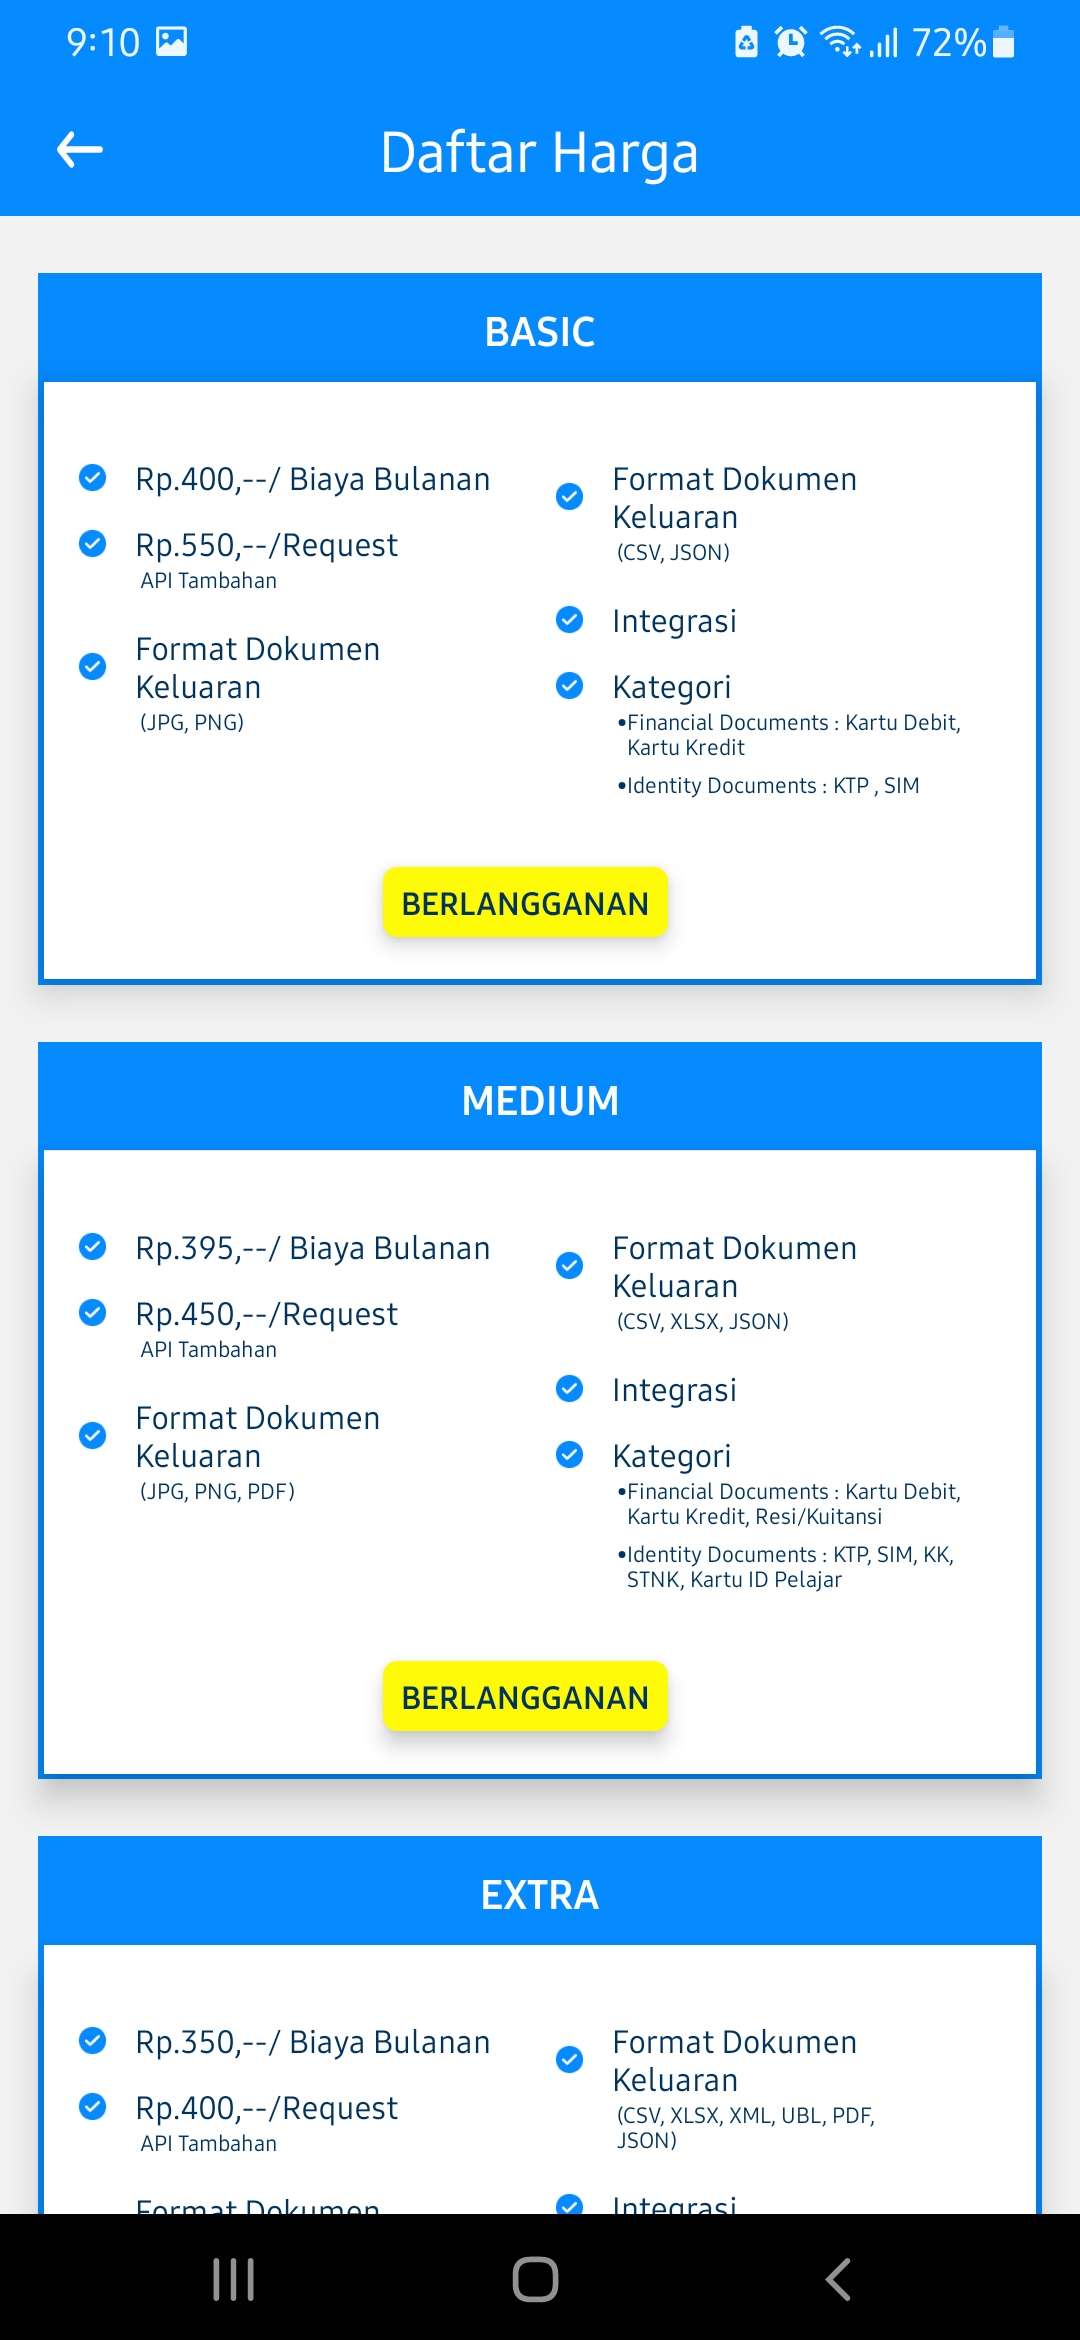 9:10
72%
Daftar Harga
BASIC
Rp.400,--/ Biaya Bulanan
Rp.550,--/Request
API Tambahan
Format Dokumen
Keluaran
(JPG, PNG)
Format Dokumen
Keluaran
(CSV, JSON)
Integrasi
Kategori
•Financial Documents : Kartu Debit,
Kartu Kredit
•Identity Documents : KTP , SIM
BERLANGGANAN
MEDIUM
Rp.395,--/ Biaya Bulanan
Rp.450,--/Request
API Tambahan
Format Dokumen
Keluaran
(JPG, PNG, PDF)
Format Dokumen
Keluaran
(CSV, XLSX, JSON)
Integrasi
Kategori
•Financial Documents : Kartu Debit,
Kartu Kredit, Resi/Kuitansi
•Identity Documents : KTP, SIM, KK,
STNK, Kartu ID Pelajar
BERLANGGANAN
EXTRA
Rp.350,--/ Biaya Bulanan
Rp.400,--/Request
API Tambahan
Format Dokumen
Format Dokumen
Keluaran
(CSV, XLSX, XML, UBL, PDF,
JSON)
Integrasi